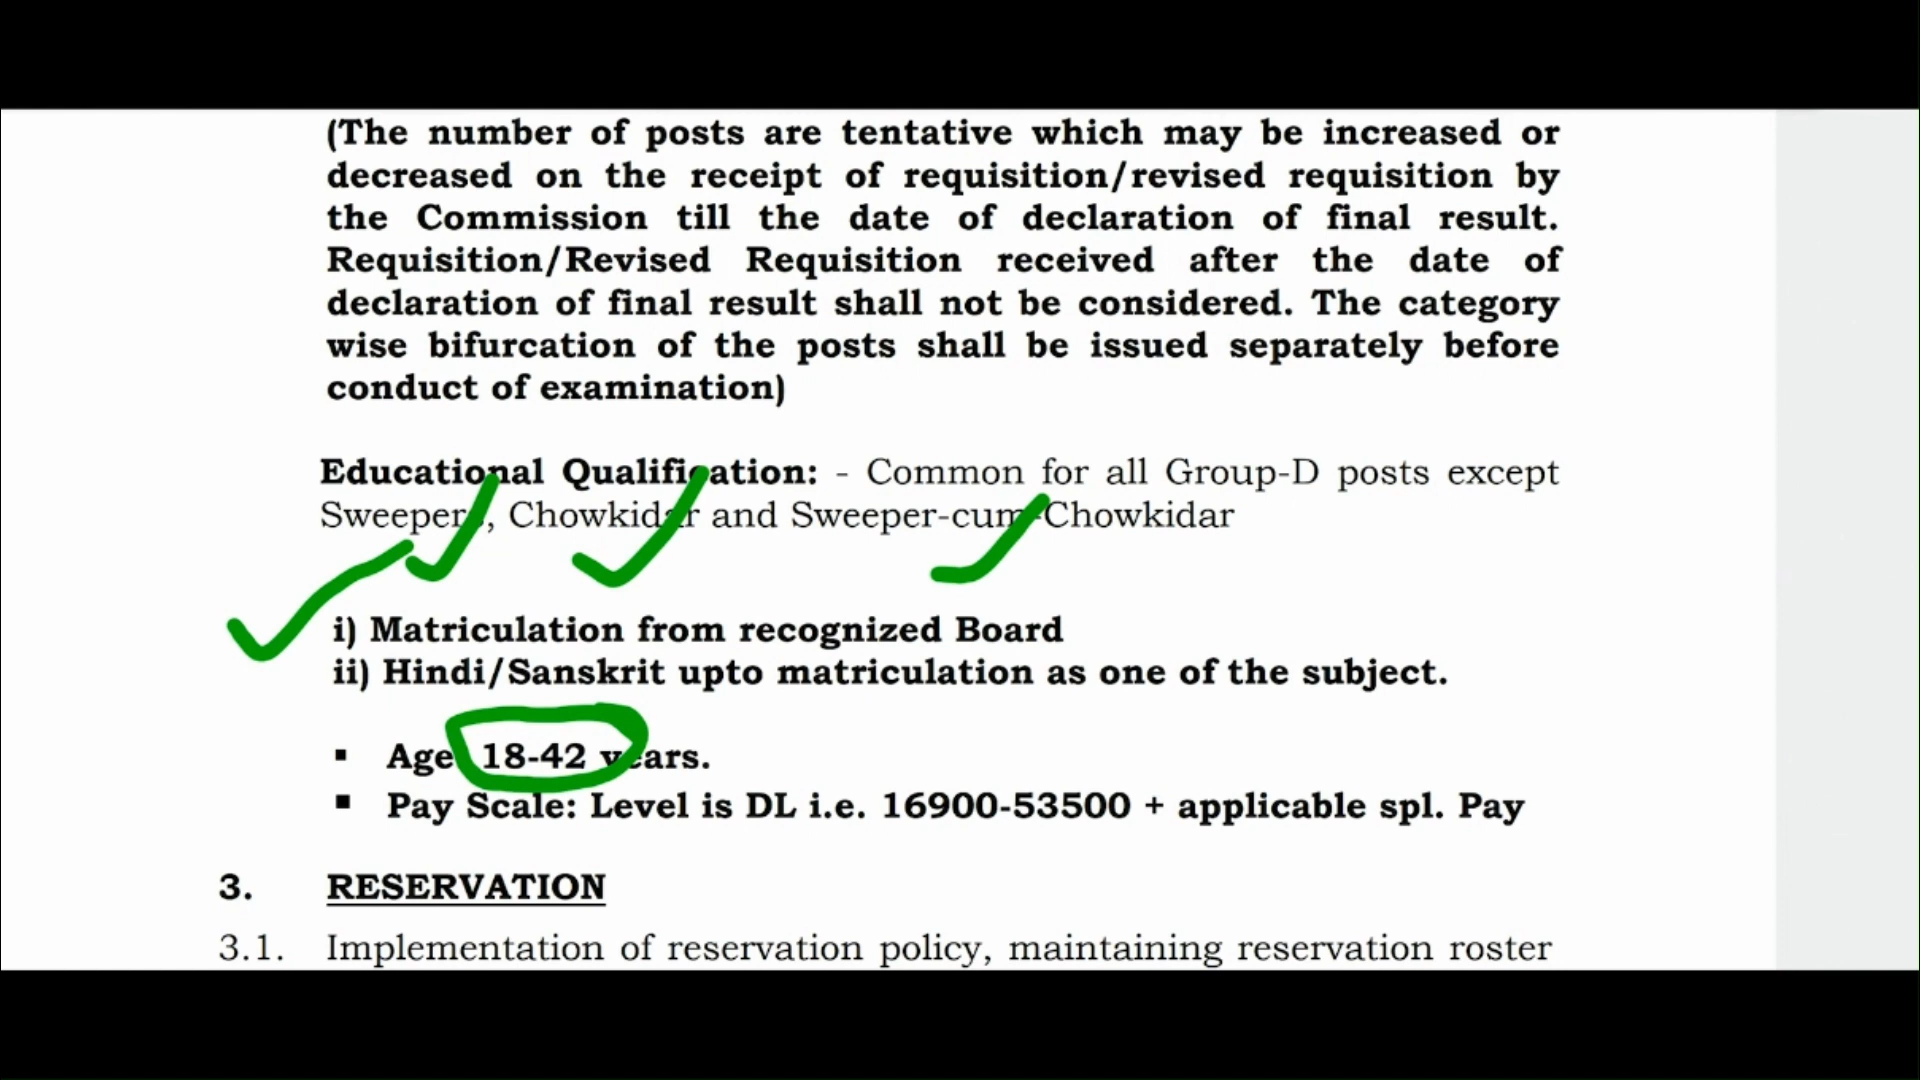 (The number of posts are tentative which may be increased or
decreased on the receipt of requisition/revised requisition by
the Commission till the date of declaration of final result.
Requisition/Revised Requisition received after the date of
declaration of final result shall not be considered. The category
wise bifurcation of the posts shall be issued separately before
conduct of examination)
Educational Qualification: - Common for all Group-D posts except
Sweepers, Chowkidar and Sweeper-cum-Chowkidar
i) Matriculation from recognized Board
ii) Hindi/Sanskrit upto matriculation as one of the subject.
▪ Age 18-42 years.
▪ Pay Scale: Level is DL i.e. 16900-53500 + applicable spl. Pay
3. RESERVATION
3.1. Implementation of reservation policy, maintaining reservation roster